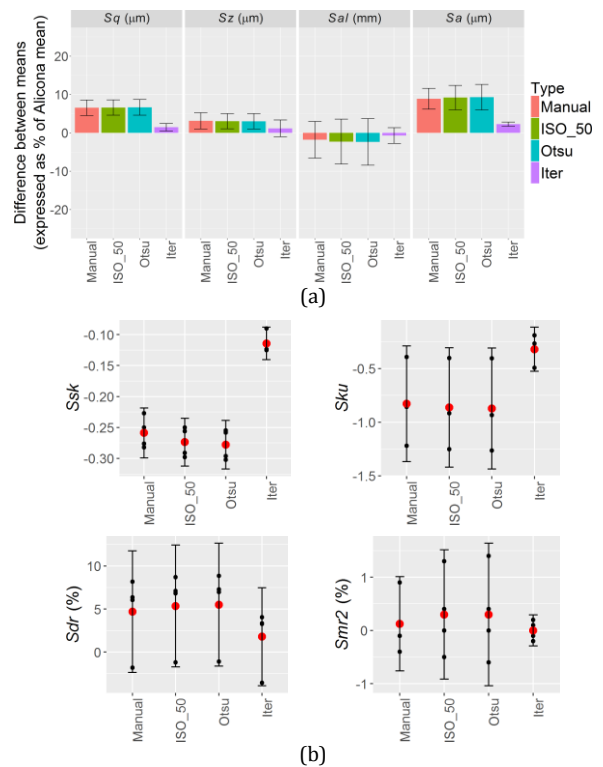 Sq (μm) Sz (μm) Sal (mm) Sa (μm)
Difference between means
(expressed as % of Alicona mean)
20
10
0
-10
-20
Manual ISO_50 Otsu Iter Manual ISO_50 Otsu Iter Manual ISO_50 Otsu Iter Manual ISO_50 Otsu Iter
Type
Manual
ISO_50
Otsu
Iter
(a)
Ssk
-0.10
-0.15
-0.20
-0.25
-0.30
Manual ISO_50 Otsu Iter
Sku
-0.5
-1.0
-1.5
Manual ISO_50 Otsu Iter
Sdr (%)
10
5
0
Manual ISO_50 Otsu Iter
Smr2 (%)
1
0
-1
Manual ISO_50 Otsu Iter
(b)